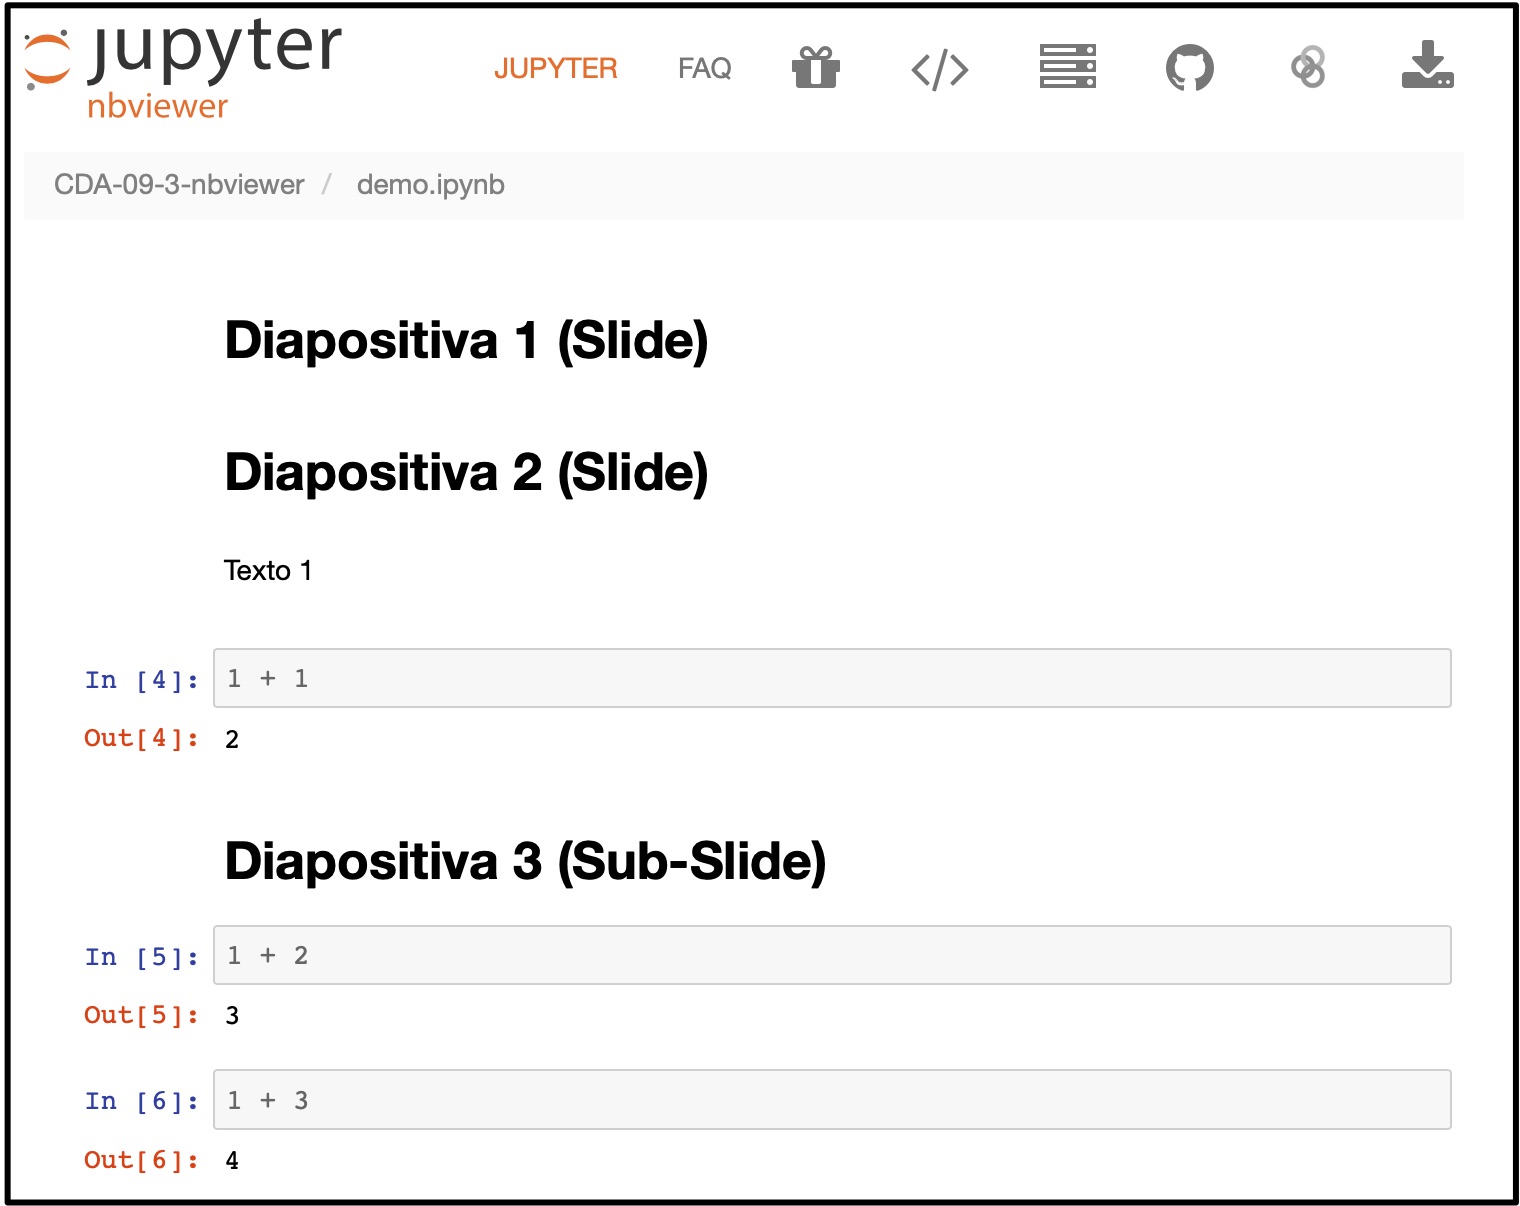 jupyter
nbviewer
JUPYTER FAQ </>
CDA-09-3-nbviewer / demo.ipynb
Diapositiva 1 (Slide)
Diapositiva 2 (Slide)
Texto 1
In [4]: 1 + 1
Out[4]: 2
Diapositiva 3 (Sub-Slide)
In [5]: 1 + 2
Out[5]: 3
In [6]: 1 + 3
Out[6]: 4